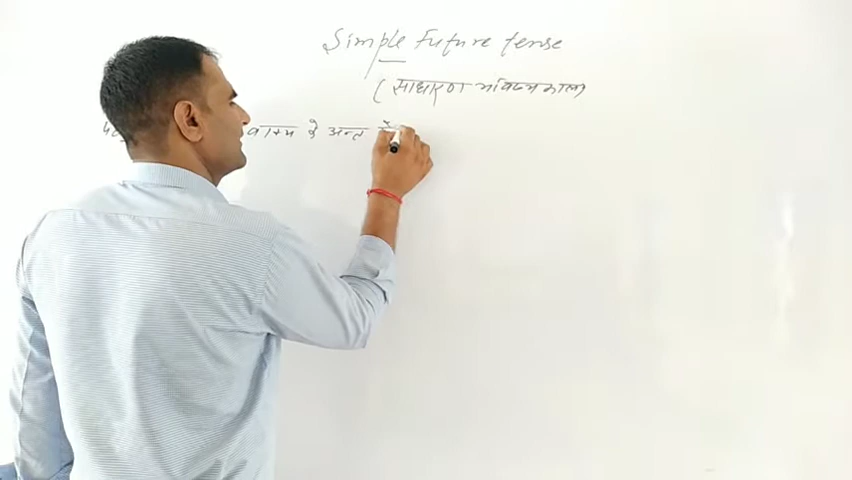 Simple Future tense
( साधारण भविष्य काल)
वाक्य के अन्त